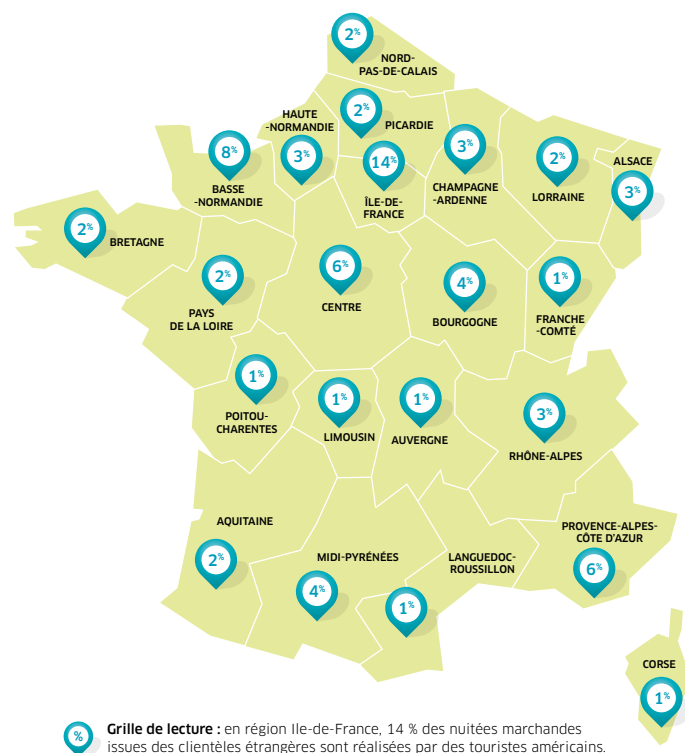 2%
NORD-
PAS-DE-CALAIS
HAUTE
-NORMANDIE
3%
2%
PICARDIE
8%
BASSE
-NORMANDIE
14%
ÎLE-DE-
FRANCE
3%
CHAMPAGNE
-ARDENNE
2%
LORRAINE
ALSACE
3%
2%
BRETAGNE
2%
PAYS
DE LA LOIRE
6%
CENTRE
4%
BOURGOGNE
1%
FRANCHE
-COMTÉ
1%
POITOU-
CHARENTES
1%
LIMOUSIN
1%
AUVERGNE
3%
RHÔNE-ALPES
AQUITAINE
2%
MIDI-PYRÉNÉES
4%
LANGUEDOC-
ROUSSILLON
1%
PROVENCE-ALPES-
CÔTE D'AZUR
6%
CORSE
1%
%
Grille de lecture : en région Ile-de-France, 14 % des nuitées marchandes
issues des clientèles étrangères sont réalisées par des touristes américains.